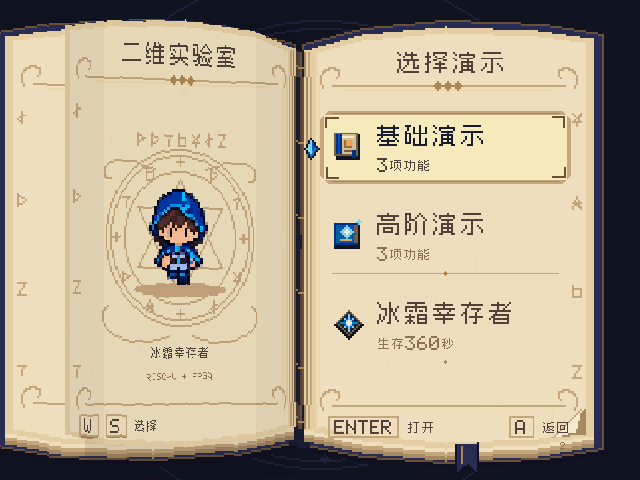 二维实验室
冰霜幸存者
RISC-V + FPGA
W S 选择
选择演示
基础演示
3项功能
高阶演示
3项功能
冰霜幸存者
生存360秒
ENTER 打开
A 返回
2